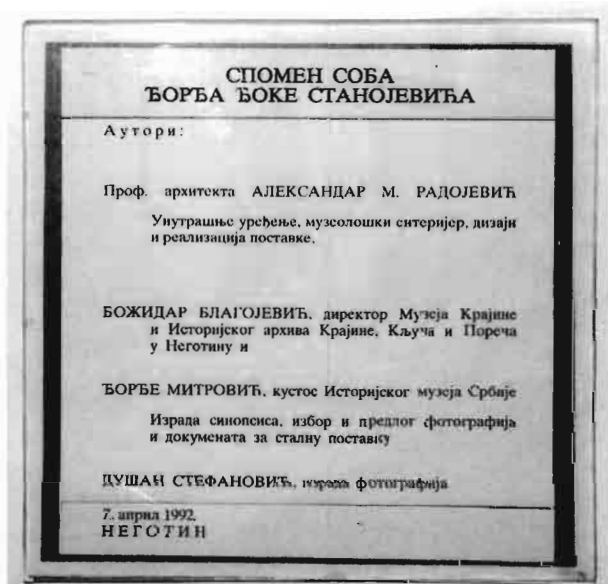 СПОМЕН СОБА
ЂОРЂА ЂОКЕ СТАНОЈЕВИЋА
Аутори:
Проф. архитекта АЛЕКСАНДАР М. РАДОЈЕВИЋ
Унутрашње уређење, музеолошки ентеријер, дизајн
и реализација поставке,
БОЖИДАР БЛАГОЈЕВИЋ, директор Музеја Крајине
и Историјског архива Крајине, Кључа и Пореча
у Неготину и
ЂОРЂЕ МИТРОВИЋ, кустос Историјског музеја Србије
Израда синопсиса, избор и предлог фотографија
и докумената за сталну поставку
ДУШАН СТЕФАНОВИЋ, израда фотографија
7. април 1992.
НЕГОТИН